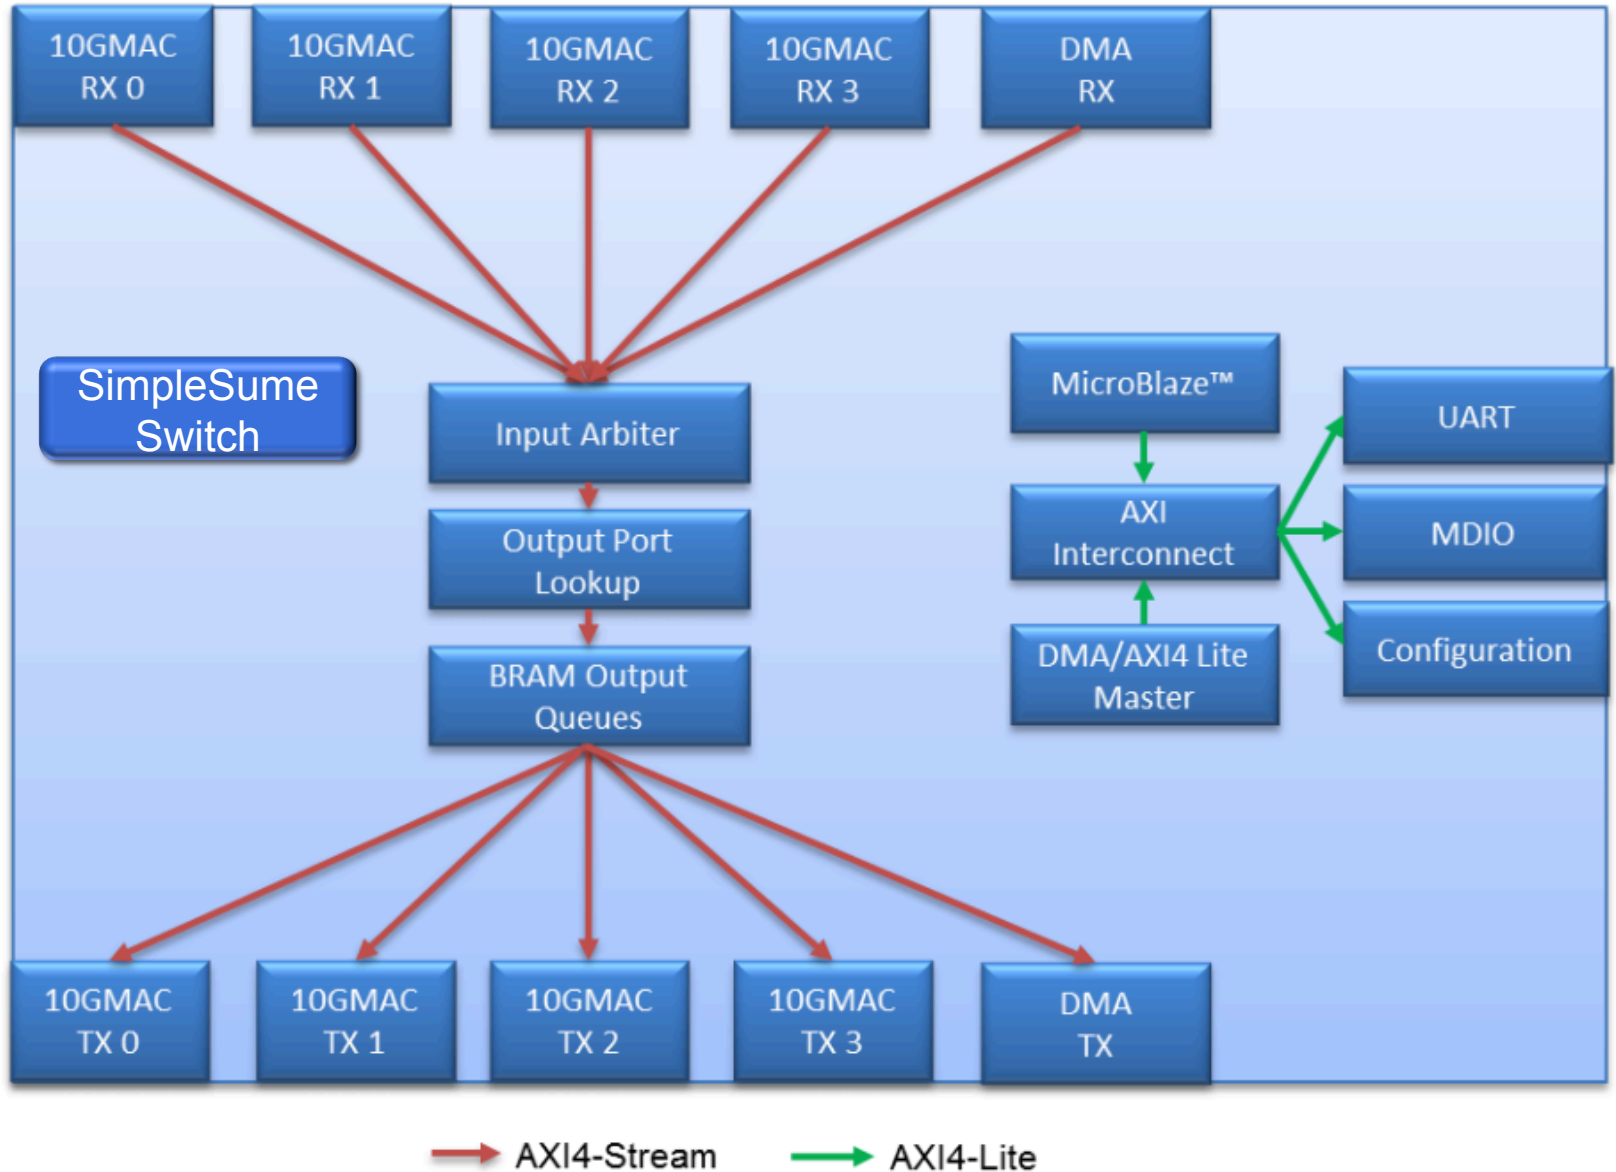 10GMAC
RX 0
10GMAC
RX 1
10GMAC
RX 2
10GMAC
RX 3
DMA
RX
SimpleSume
Switch
Input Arbiter
Output Port
Lookup
BRAM Output
Queues
MicroBlaze™
AXI
Interconnect
DMA/AXI4 Lite
Master
UART
MDIO
Configuration
10GMAC
TX 0
10GMAC
TX 1
10GMAC
TX 2
10GMAC
TX 3
DMA
TX
AXI4-Stream
AXI4-Lite